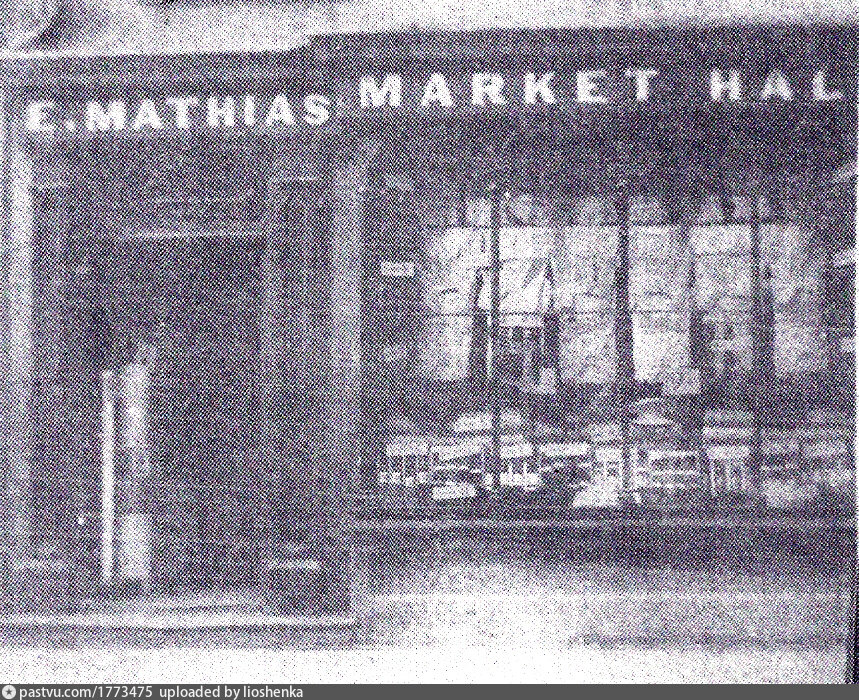 E. MATHIAS MARKET HAL
pastvu.com/1773475 uploaded by lioshenka